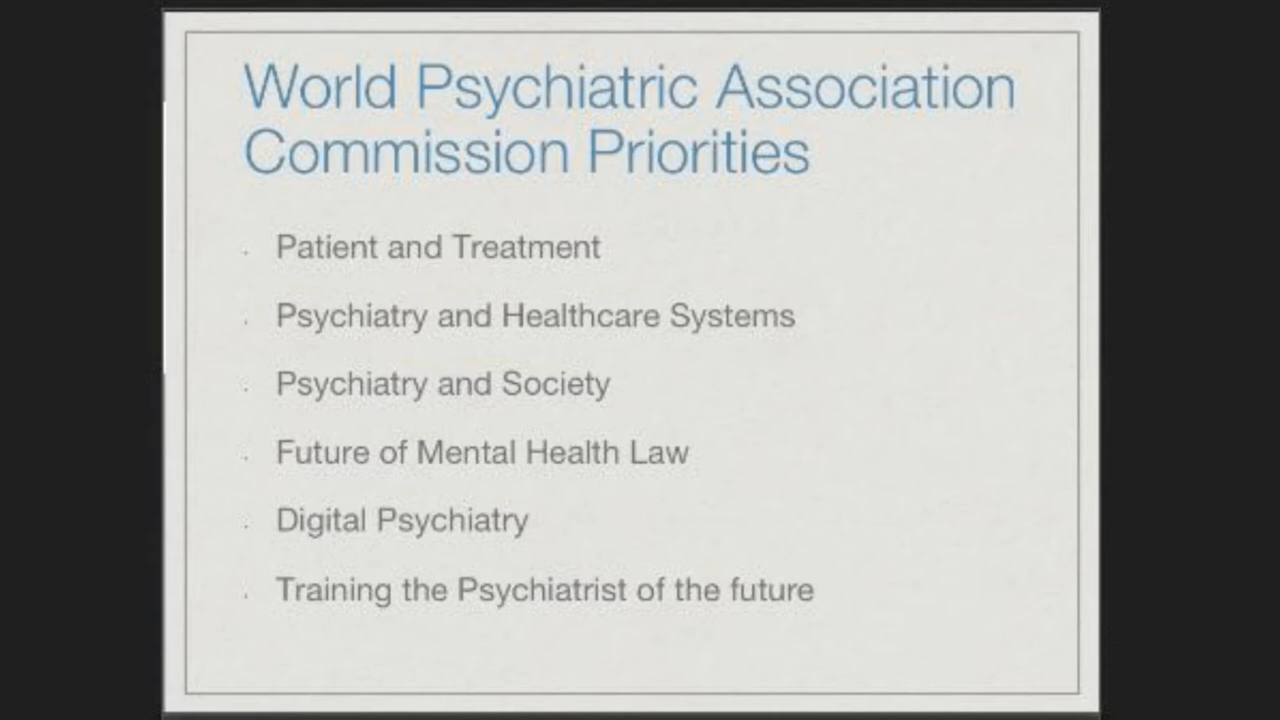 World Psychiatric Association
Commission Priorities
Patient and Treatment
Psychiatry and Healthcare Systems
Psychiatry and Society
Future of Mental Health Law
Digital Psychiatry
Training the Psychiatrist of the future